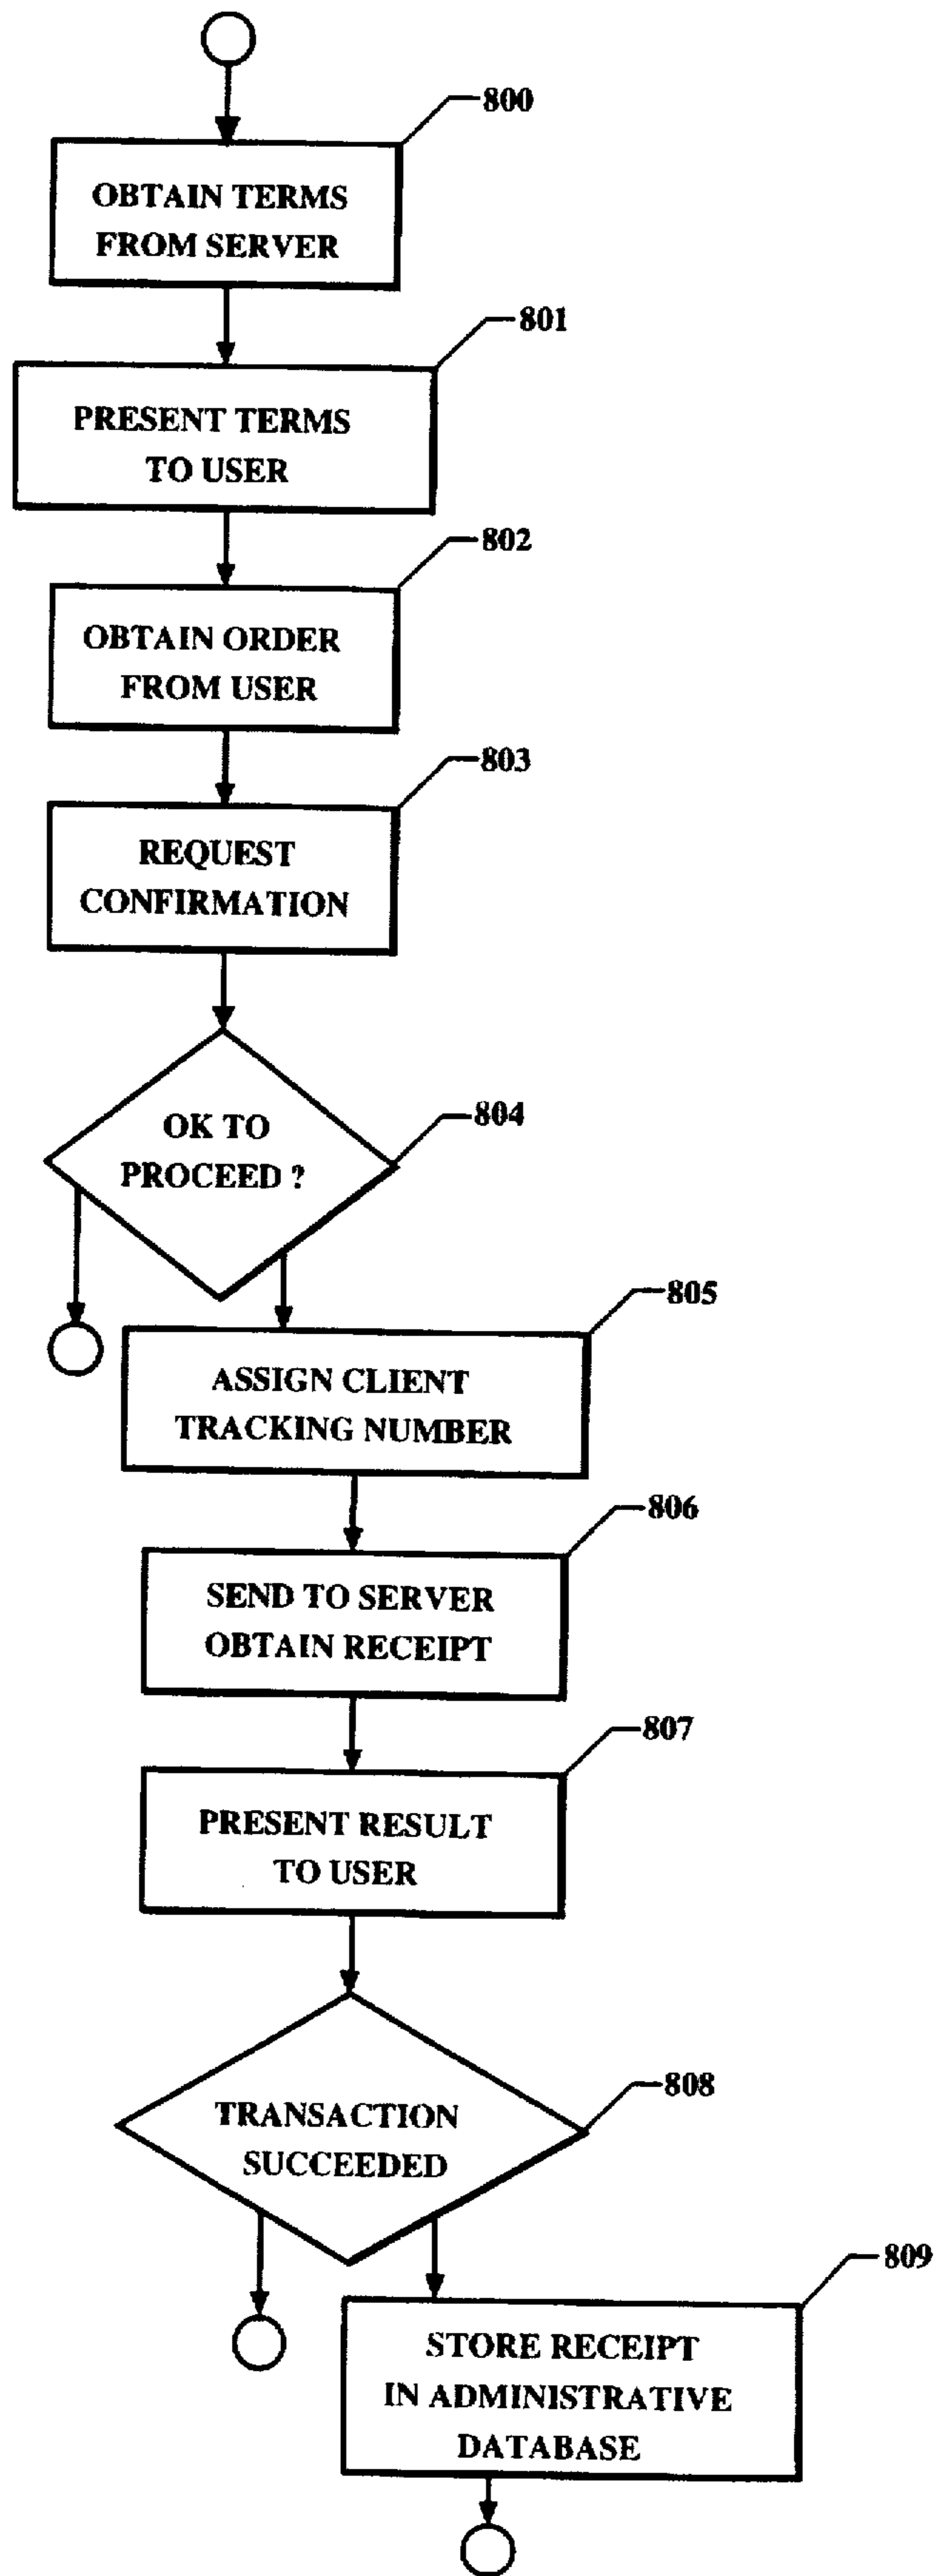 800
OBTAIN TERMS
FROM SERVER
801
PRESENT TERMS
TO USER
802
OBTAIN ORDER
FROM USER
803
REQUEST
CONFIRMATION
804
OK TO
PROCEED ?
805
ASSIGN CLIENT
TRACKING NUMBER
806
SEND TO SERVER
OBTAIN RECEIPT
807
PRESENT RESULT
TO USER
808
TRANSACTION
SUCCEEDED
809
STORE RECEIPT
IN ADMINISTRATIVE
DATABASE